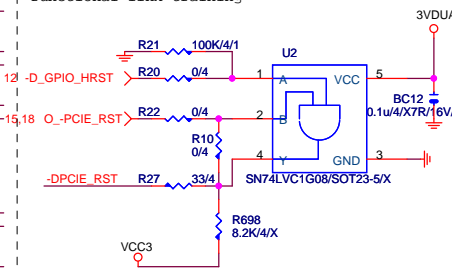 3VDUA
R21 100K/4/1
U2
12 -D_GPIO_HRST R20 0/4 1 A VCC 5
15,18 O_-PCIE_RST R22 0/4 2 B
BC12
0.1u/4/X7R/16V/
R10
0/4
4 Y GND 3
-DPCIE_RST R27 33/4
SN74LVC1G08/SOT23-5/X
R698
8.2K/4/X
VCC3